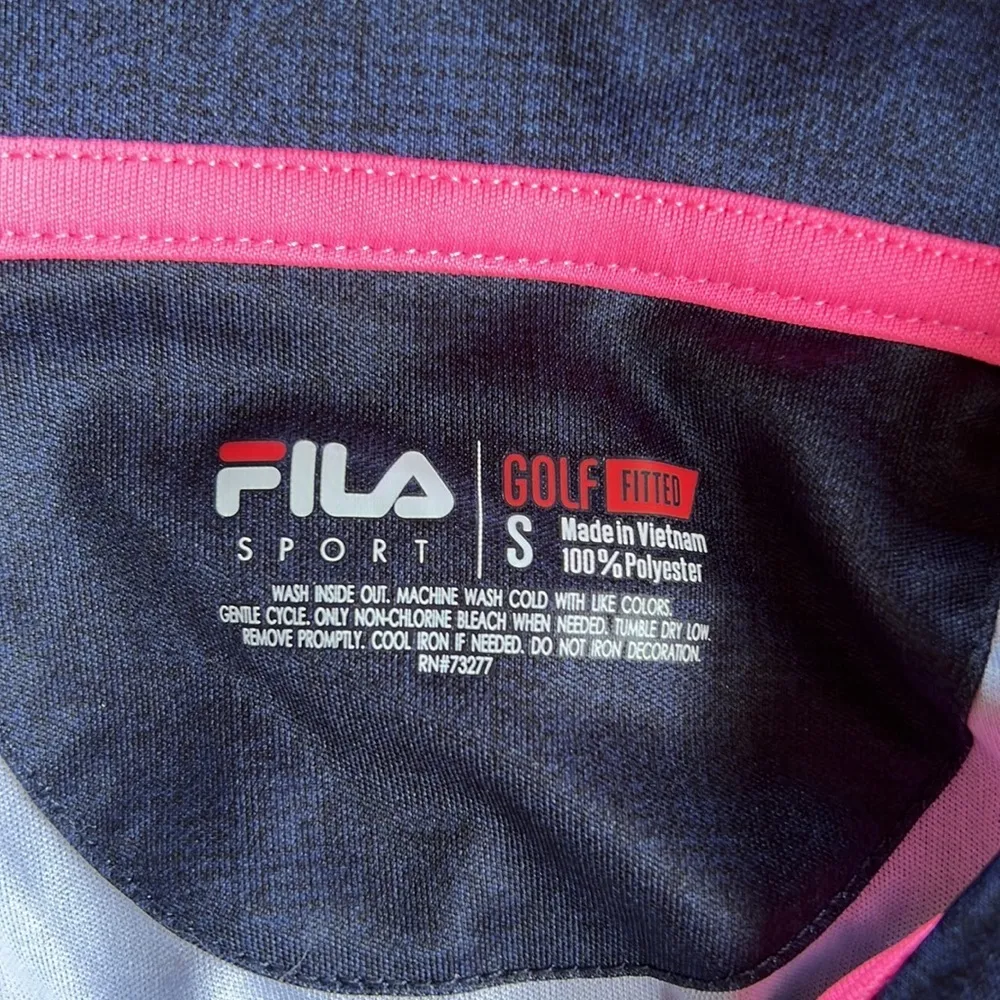 FILA
SPORT
GOLF FITTED
S
Made in Vietnam
100% Polyester
WASH INSIDE OUT. MACHINE WASH COLD WITH LIKE COLORS.
GENTLE CYCLE. ONLY NON-CHLORINE BLEACH WHEN NEEDED. TUMBLE DRY LOW.
REMOVE PROMPTLY. COOL IRON IF NEEDED. DO NOT IRON DECORATION.
RN#73277